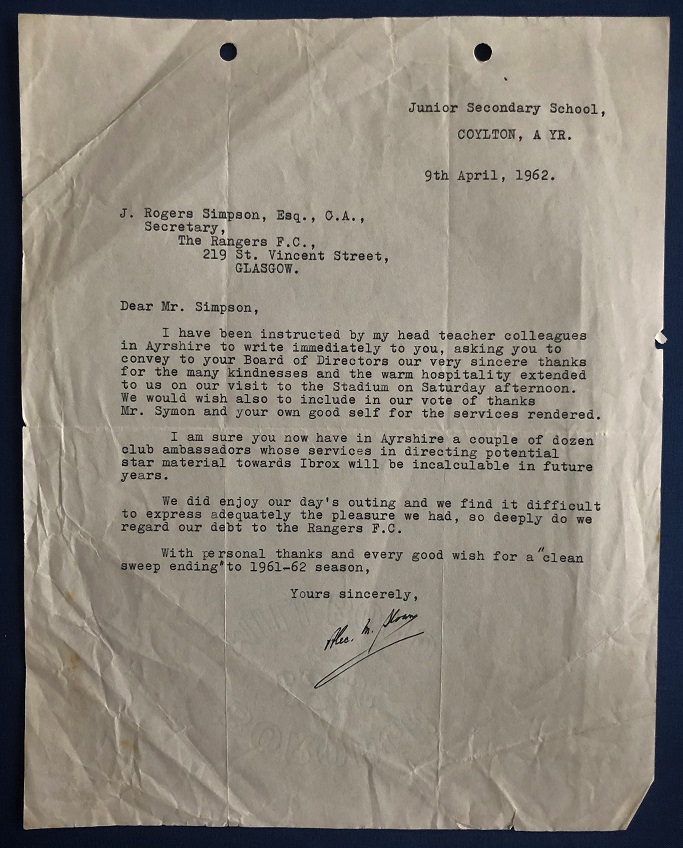 Junior Secondary School,
COYLTON, AYR.
9th April, 1962.
J. Rogers Simpson, Esq., C.A.,
Secretary,
The Rangers F.C.,
219 St. Vincent Street,
GLASGOW.
Dear Mr. Simpson,
I have been instructed by my head teacher colleagues
in Ayrshire to write immediately to you, asking you to
convey to your Board of Directors our very sincere thanks
for the many kindnesses and the warm hospitality extended
to us on our visit to the Stadium on Saturday afternoon.
We would wish also to include in our vote of thanks
Mr. Symon and your own good self for the services rendered.
I am sure you now have in Ayrshire a couple of dozen
club ambassadors whose services in directing potential
star material towards Ibrox will be incalculable in future
years.
We did enjoy our day's outing and we find it difficult
to express adequately the pleasure we had, so deeply do we
regard our debt to the Rangers F.C.
With personal thanks and every good wish for a "clean
sweep ending" to 1961-62 season,
Yours sincerely,
Alec. M. Sloan